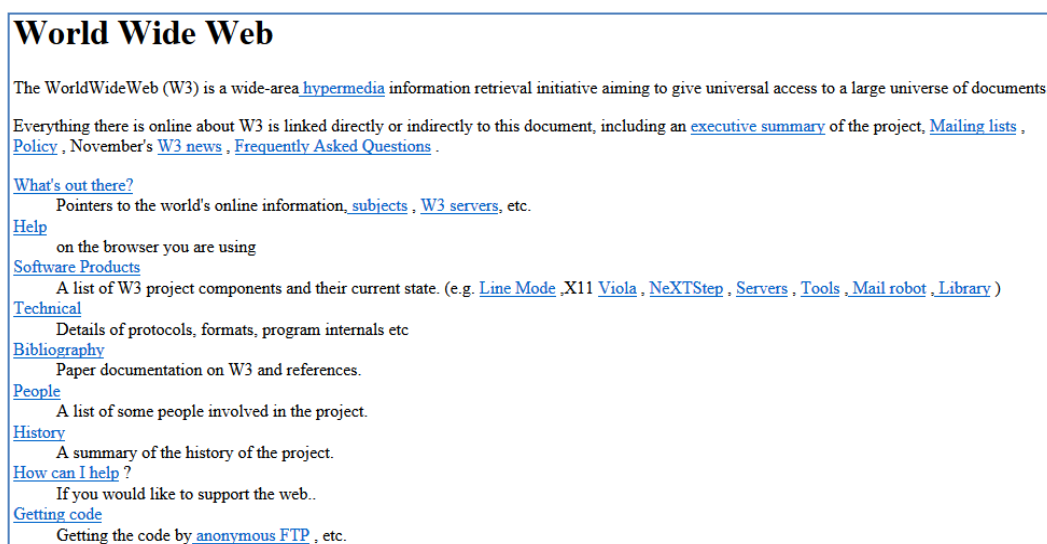 World Wide Web
The WorldWideWeb (W3) is a wide-area hypermedia information retrieval initiative aiming to give universal access to a large universe of documents
Everything there is online about W3 is linked directly or indirectly to this document, including an executive summary of the project, Mailing lists ,
Policy , November's W3 news , Frequently Asked Questions .
What's out there?
Pointers to the world's online information, subjects , W3 servers, etc.
Help
on the browser you are using
Software Products
A list of W3 project components and their current state. (e.g. Line Mode ,X11 Viola , NeXTStep , Servers , Tools , Mail robot , Library )
Technical
Details of protocols, formats, program internals etc
Bibliography
Paper documentation on W3 and references.
People
A list of some people involved in the project.
History
A summary of the history of the project.
How can I help ?
If you would like to support the web..
Getting code
Getting the code by anonymous FTP , etc.